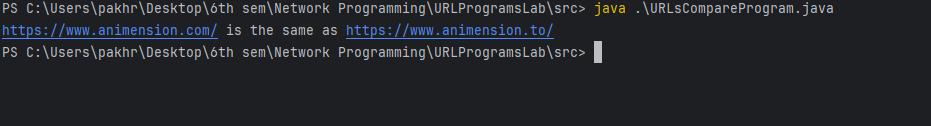 PS C:\Users\pakhr\Desktop\6th sem\Network Programming\URLProgramsLab\src> java .\URLsCompareProgram.java
https://www.animension.com/ is the same as https://www.animension.to/
PS C:\Users\pakhr\Desktop\6th sem\Network Programming\URLProgramsLab\src>